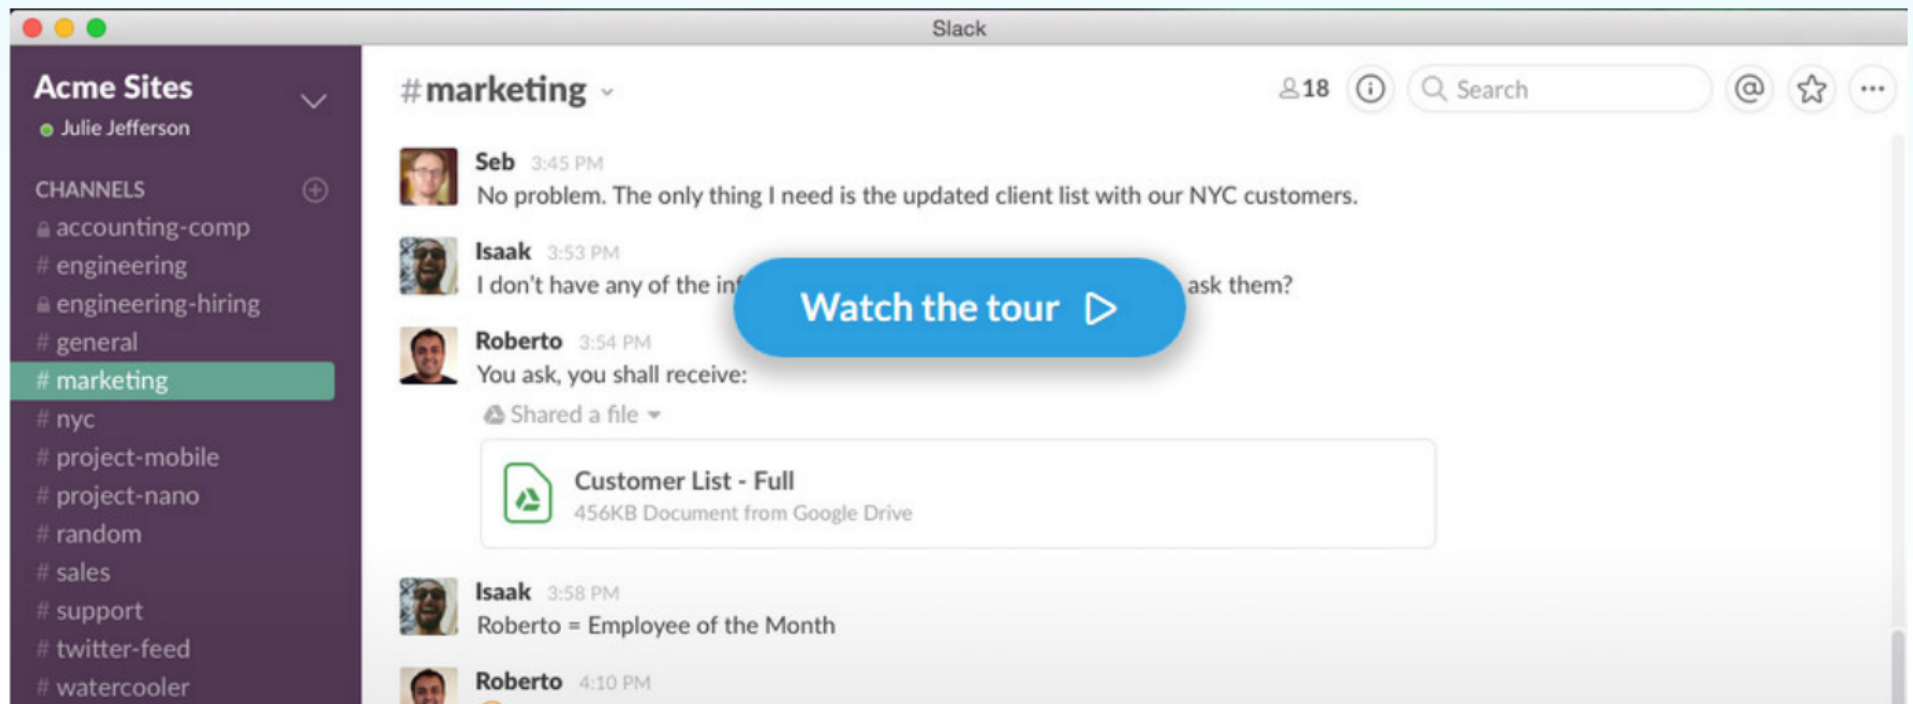 Slack
Acme Sites
Julie Jefferson
CHANNELS
accounting-comp
# engineering
engineering-hiring
# general
# marketing
# nyc
# project-mobile
# project-nano
# random
# sales
# support
# twitter-feed
# watercooler
#marketing
18
Search
Seb 3:45 PM
No problem. The only thing I need is the updated client list with our NYC customers.
Isaak 3:53 PM
I don't have any of the ask them?
Watch the tour
Roberto 3:54 PM
You ask, you shall receive:
Shared a file
Customer List - Full
456KB Document from Google Drive
Isaak 3:58 PM
Roberto = Employee of the Month
Roberto 4:10 PM